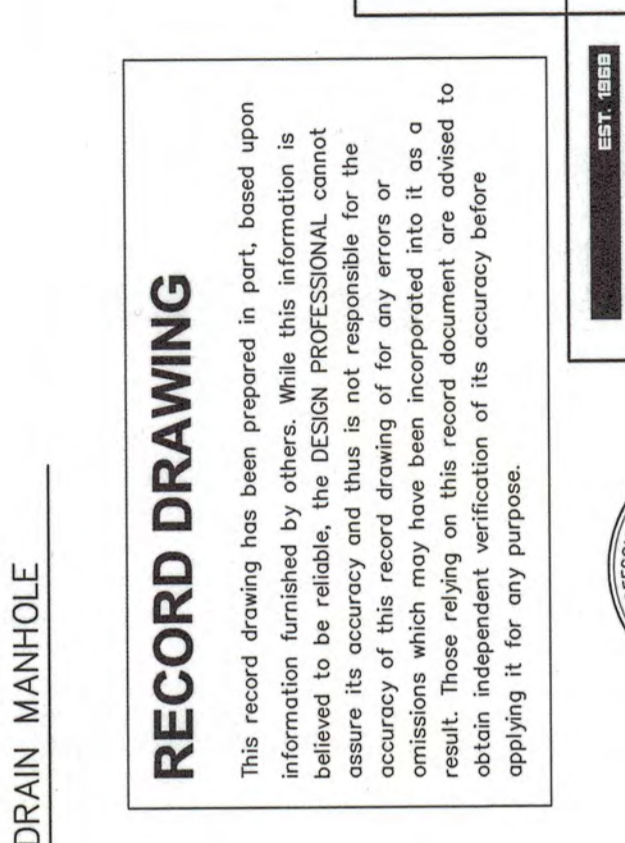 DRAIN MANHOLE
RECORD DRAWING
This record drawing has been prepared in part, based upon
information furnished by others. While this information is
believed to be reliable, the DESIGN PROFESSIONAL cannot
assure its accuracy and thus is not responsible for the
accuracy of this record drawing of for any errors or
omissions which may have been incorporated into it as a
result. Those relying on this record document are advised to
obtain independent verification of its accuracy before
applying it for any purpose.
EST. 1968